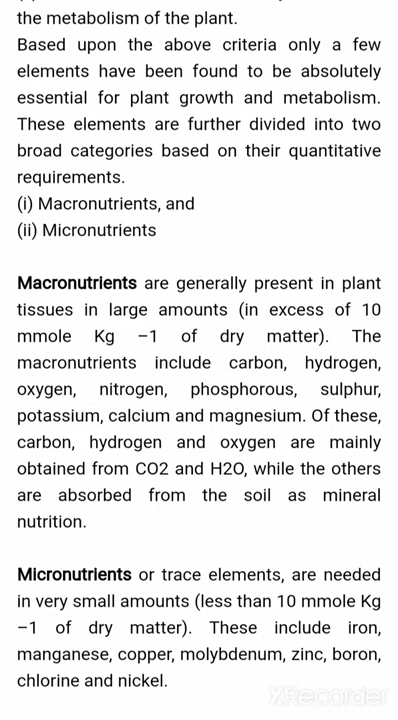 the metabolism of the plant.
Based upon the above criteria only a few
elements have been found to be absolutely
essential for plant growth and metabolism.
These elements are further divided into two
broad categories based on their quantitative
requirements.
(i) Macronutrients, and
(ii) Micronutrients
Macronutrients are generally present in plant
tissues in large amounts (in excess of 10
mmole Kg −1 of dry matter). The
macronutrients include carbon, hydrogen,
oxygen, nitrogen, phosphorous, sulphur,
potassium, calcium and magnesium. Of these,
carbon, hydrogen and oxygen are mainly
obtained from CO2 and H2O, while the others
are absorbed from the soil as mineral
nutrition.
Micronutrients or trace elements, are needed
in very small amounts (less than 10 mmole Kg
−1 of dry matter). These include iron,
manganese, copper, molybdenum, zinc, boron,
chlorine and nickel.
XRecorder